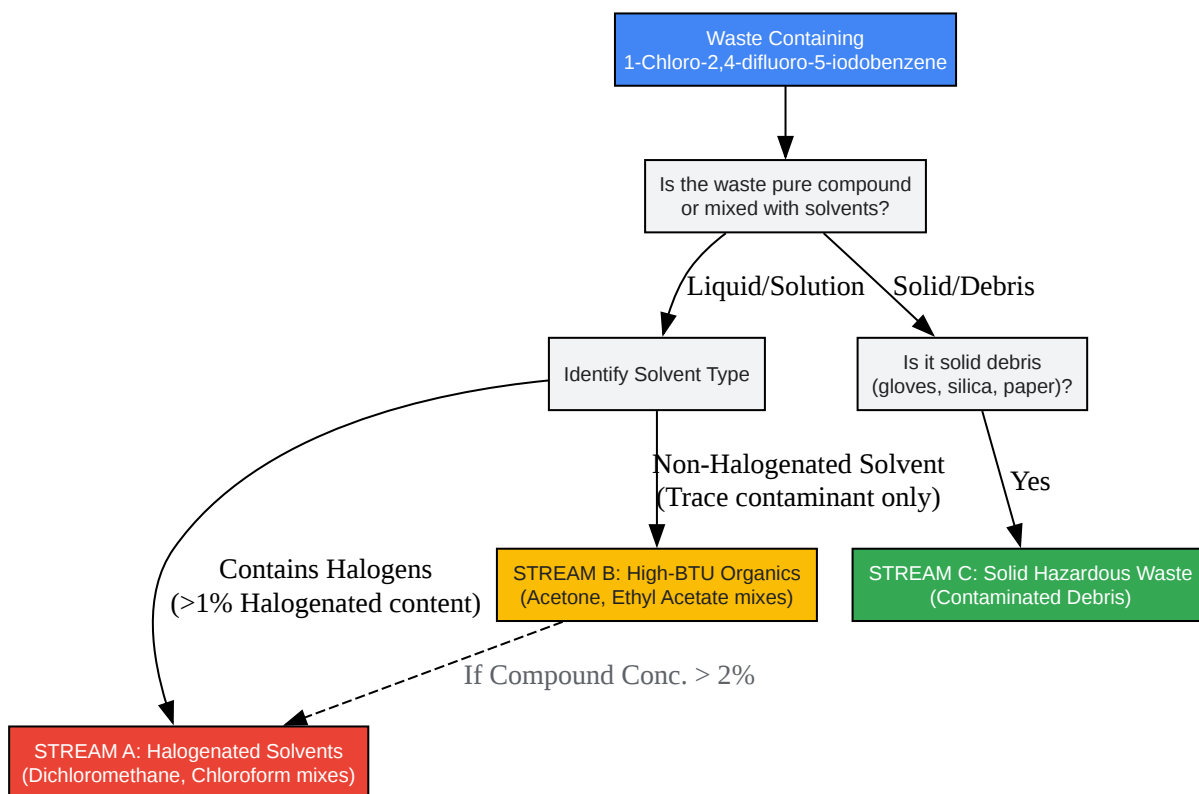 Waste Containing
1-Chloro-2,4-difluoro-5-iodobenzene
Is the waste pure compound
or mixed with solvents?
Liquid/Solution
Solid/Debris
Identify Solvent Type
Is it solid debris
(gloves, silica, paper)?
Non-Halogenated Solvent
(Trace contaminant only)
Yes
Contains Halogens
(>1% Halogenated content)
STREAM B: High-BTU Organics
(Acetone, Ethyl Acetate mixes)
STREAM C: Solid Hazardous Waste
(Contaminated Debris)
If Compound Conc. > 2%
STREAM A: Halogenated Solvents
(Dichloromethane, Chloroform mixes)